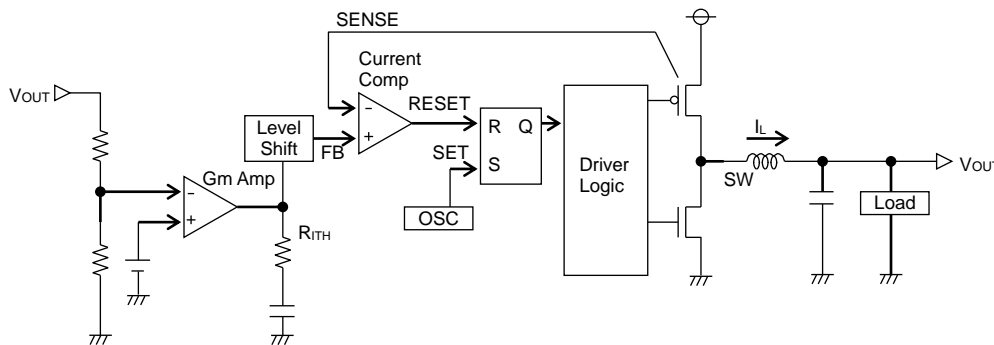 SENSE
Current
Comp
VOUT
RESET
Level
Shift
FB
R Q
SET
S
Driver
Logic
IL
SW
VOUT
Gm Amp
OSC
Load
RITH
-
+
-
+